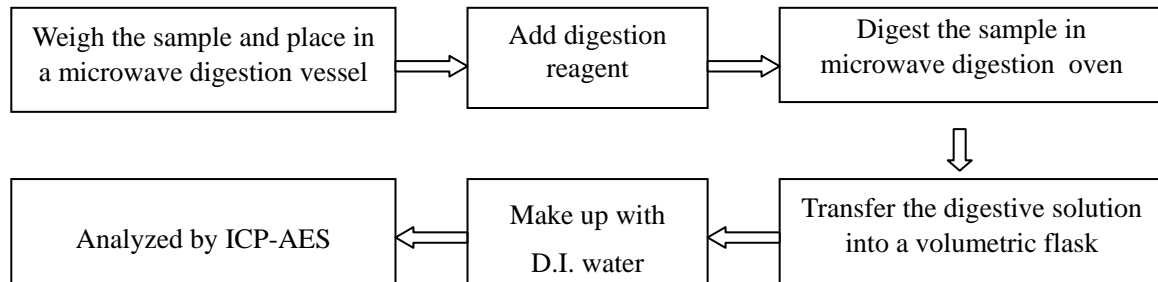 Weigh the sample and place in
a microwave digestion vessel
Add digestion
reagent
Digest the sample in
microwave digestion oven
Transfer the digestive solution
into a volumetric flask
Make up with
D.I. water
Analyzed by ICP-AES